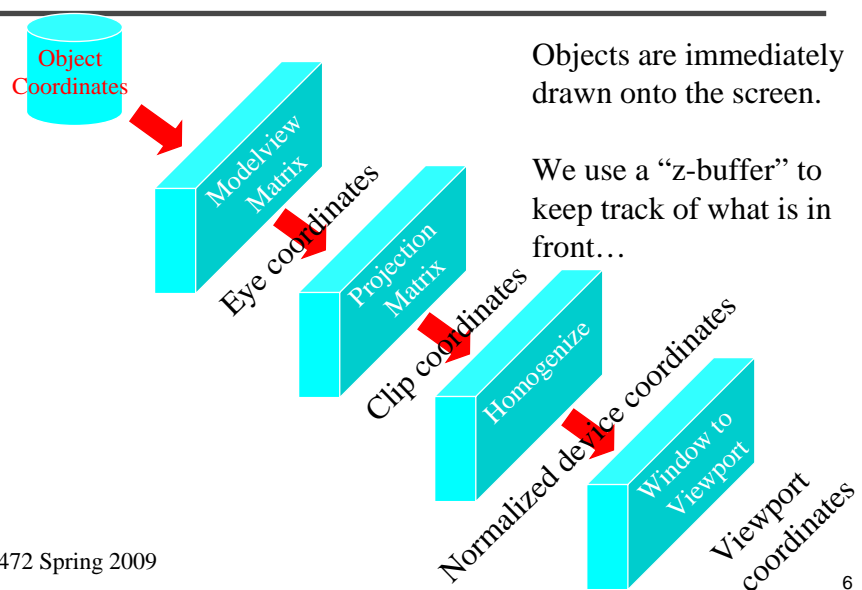 Object
Coordinates
Objects are immediately
drawn onto the screen.
We use a “z-buffer” to
keep track of what is in
front…
Modelview
Matrix
Eye coordinates
Projection
Matrix
Clip coordinates
Homogenize
Normalized device coordinates
Window to
Viewport
Viewport
coordinates
472 Spring 2009
6